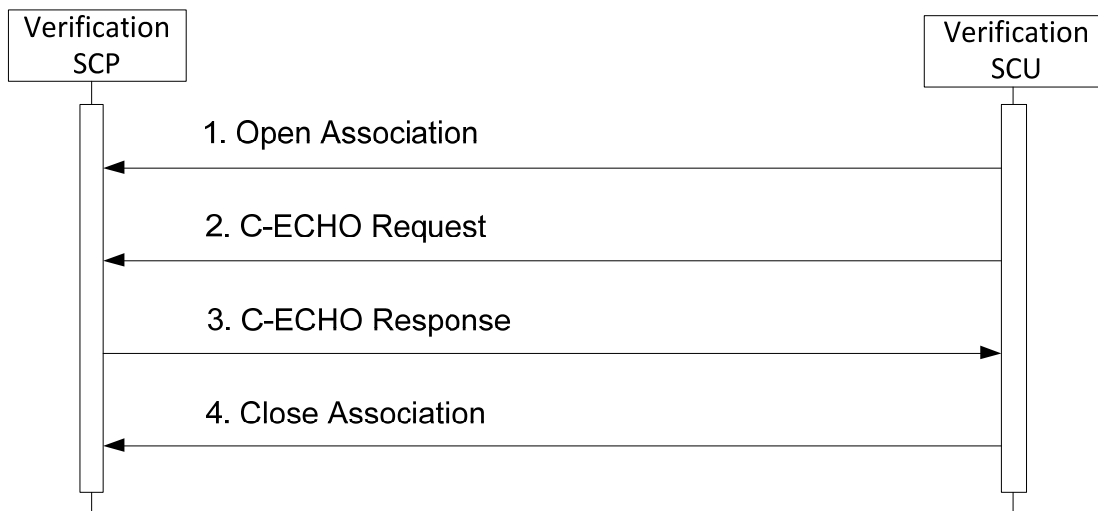 Verification
SCP
Verification
SCU
1. Open Association
2. C-ECHO Request
3. C-ECHO Response
4. Close Association